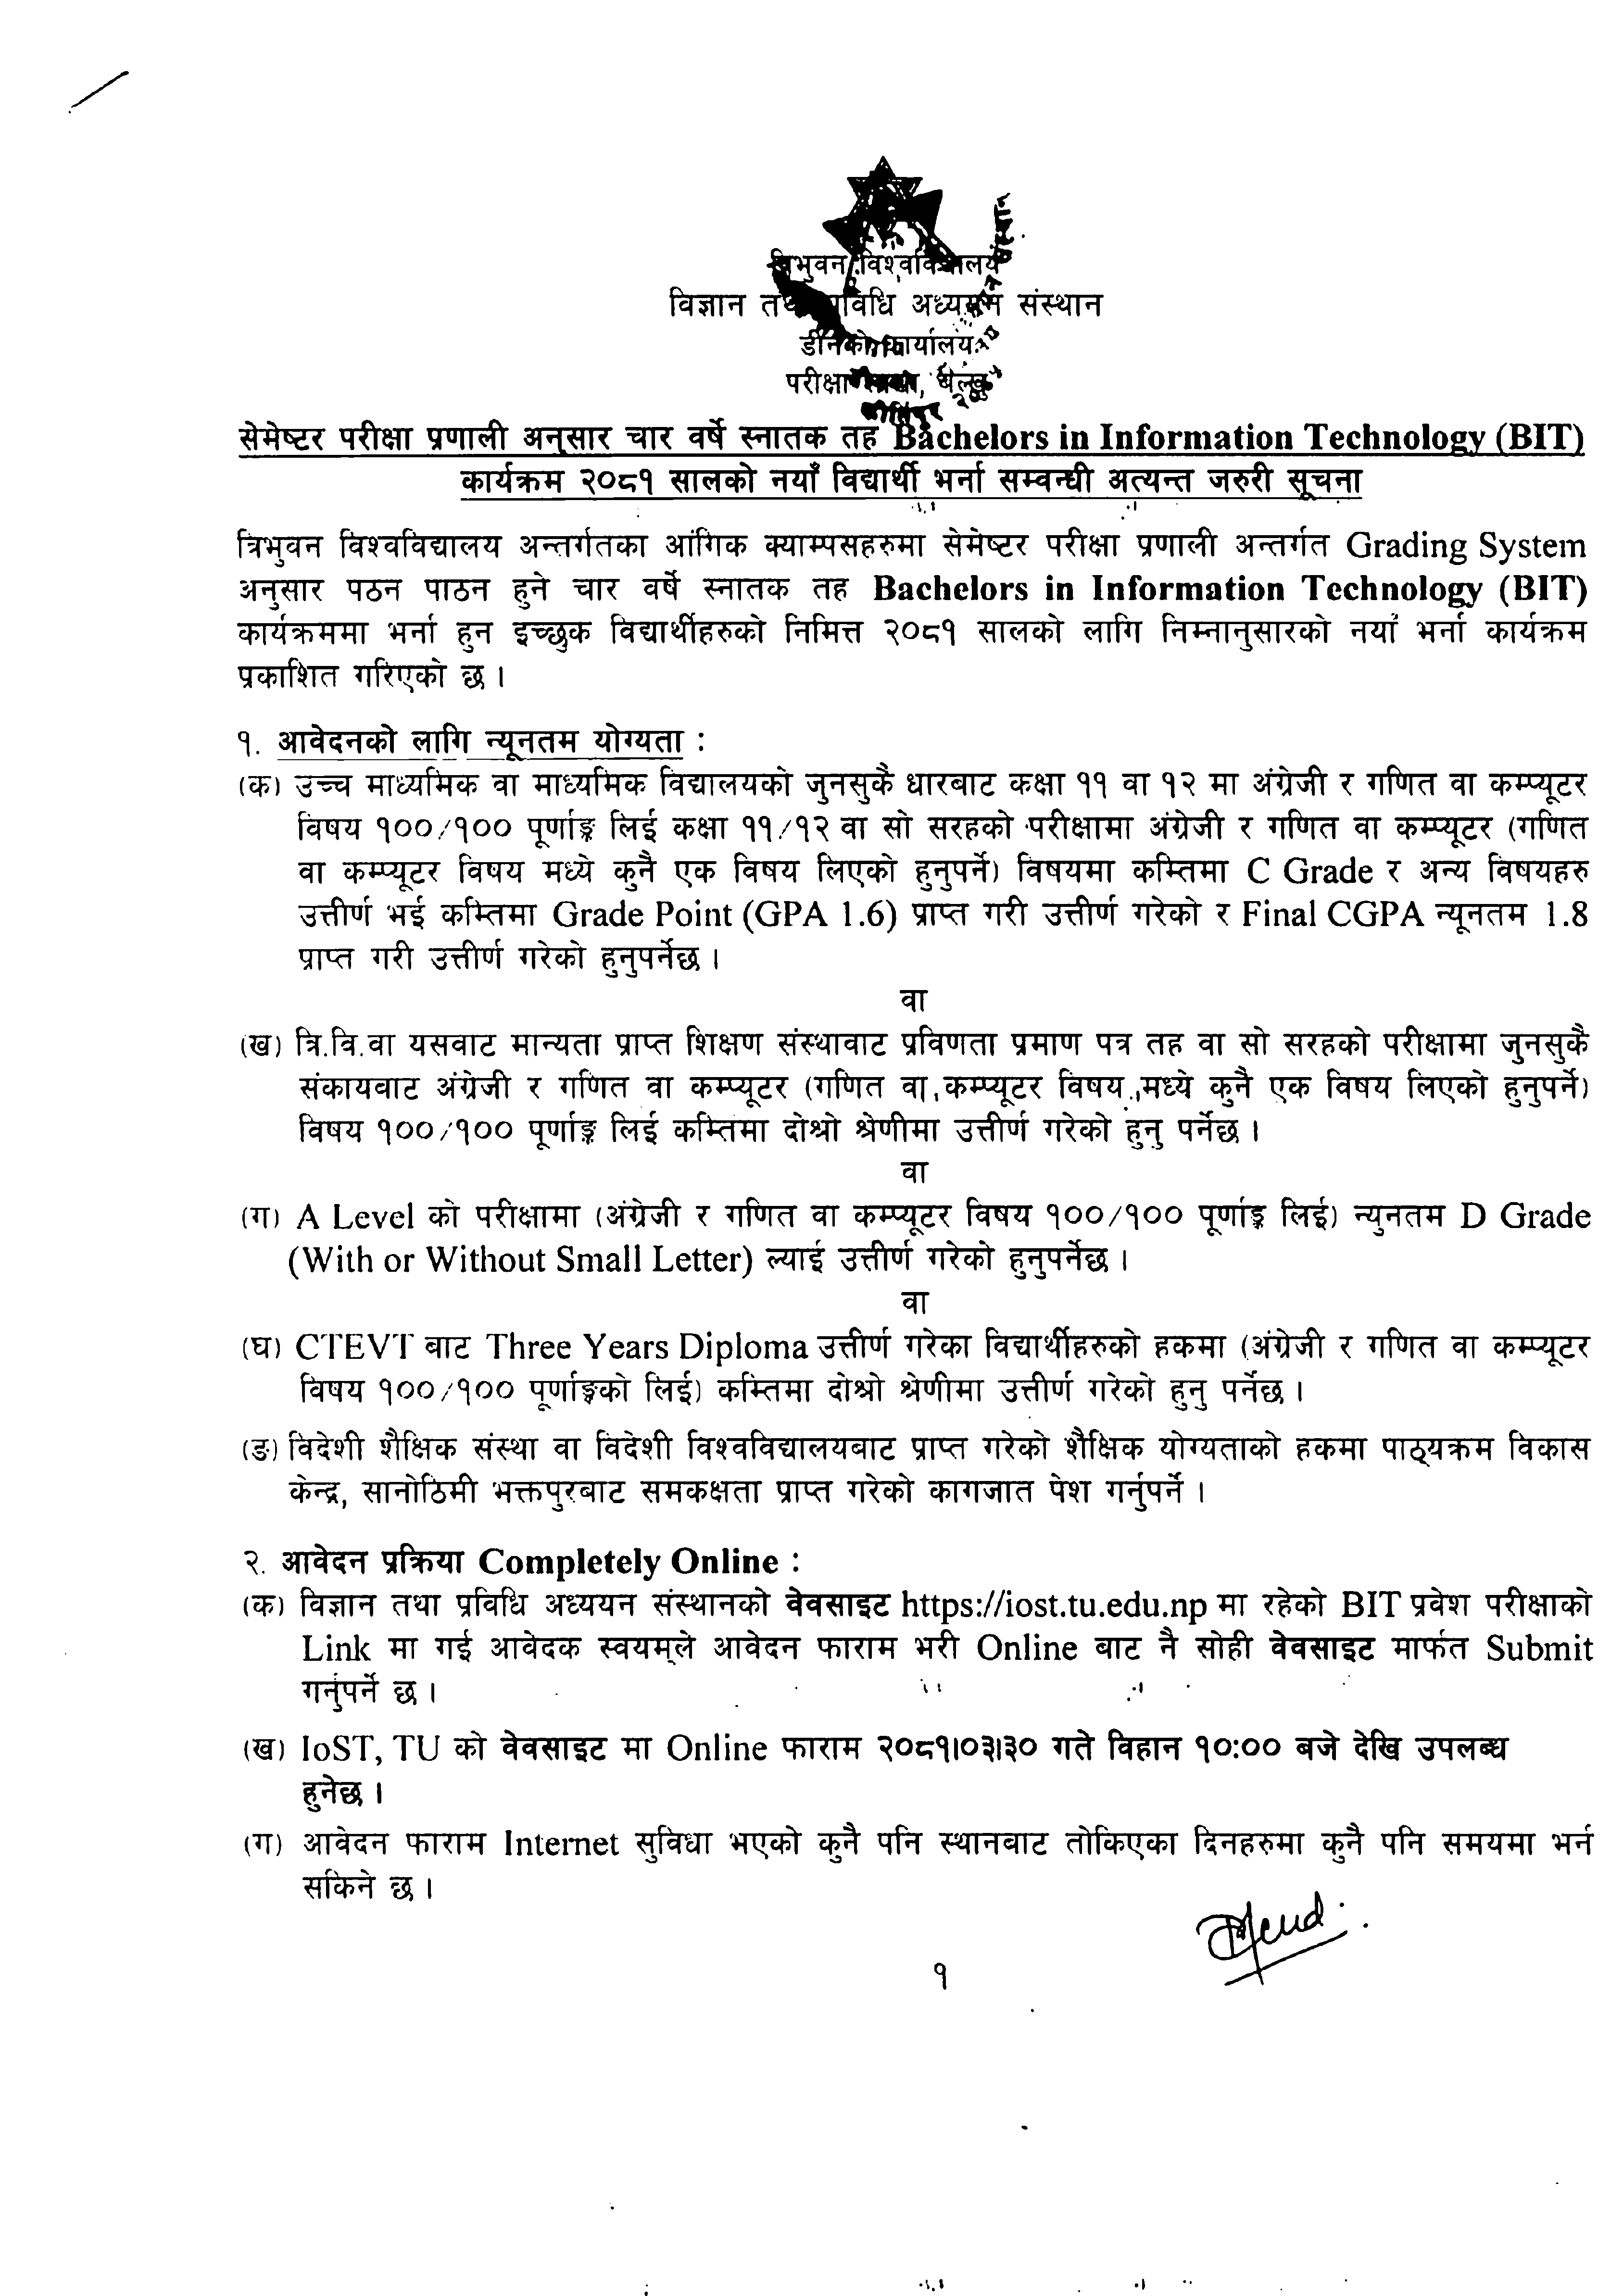 त्रिभुवन विश्वविद्यालय
विज्ञान तथा प्रविधि अध्ययन संस्थान
डीनको कार्यालय
परीक्षा शाखा, बल्खु
कीर्तिपुर
सेमेष्टर परीक्षा प्रणाली अनुसार चार वर्षे स्नातक तह Bachelors in Information Technology (BIT)
कार्यक्रम २०८१ सालको नयाँ विद्यार्थी भर्ना सम्वन्धी अत्यन्त जरुरी सूचना
त्रिभुवन विश्वविद्यालय अन्तर्गतका आंगिक क्याम्पसहरुमा सेमेष्टर परीक्षा प्रणाली अन्तर्गत Grading System
अनुसार पठन पाठन हुने चार वर्षे स्नातक तह Bachelors in Information Technology (BIT)
कार्यक्रममा भर्ना हुन इच्छुक विद्यार्थीहरुको निमित्त २०८१ सालको लागि निम्नानुसारको नयाँ भर्ना कार्यक्रम
प्रकाशित गरिएको छ ।
१. आवेदनको लागि न्यूनतम योग्यता :
(क) उच्च माध्यमिक वा माध्यमिक विद्यालयको जुनसुकै धारबाट कक्षा ११ वा १२ मा अंग्रेजी र गणित वा कम्प्यूटर
विषय १००/१०० पूर्णाङ्क लिई कक्षा ११/१२ वा सो सरहको परीक्षामा अंग्रेजी र गणित वा कम्प्यूटर (गणित
वा कम्प्यूटर विषय मध्ये कुनै एक विषय लिएको हुनुपर्ने) विषयमा कम्तिमा C Grade र अन्य विषयहरु
उत्तीर्ण भई कम्तिमा Grade Point (GPA 1.6) प्राप्त गरी उत्तीर्ण गरेको र Final CGPA न्यूनतम 1.8
प्राप्त गरी उत्तीर्ण गरेको हुनुपर्नेछ ।
वा
(ख) त्रि.वि.वा यसवाट मान्यता प्राप्त शिक्षण संस्थावाट प्रविणता प्रमाण पत्र तह वा सो सरहको परीक्षामा जुनसुकै
संकायबाट अंग्रेजी र गणित वा कम्प्यूटर (गणित वा कम्प्यूटर विषय मध्ये कुनै एक विषय लिएको हुनुपर्ने)
विषय १००/१०० पूर्णाङ्क लिई कम्तिमा दोश्रो श्रेणीमा उत्तीर्ण गरेको हुनु पर्नेछ ।
वा
(ग) A Level को परीक्षामा (अंग्रेजी र गणित वा कम्प्यूटर विषय १००/१०० पूर्णाङ्क लिई) न्युनतम D Grade
(With or Without Small Letter) ल्याई उत्तीर्ण गरेको हुनुपर्नेछ ।
वा
(घ) CTEVT बाट Three Years Diploma उत्तीर्ण गरेका विद्यार्थीहरुको हकमा (अंग्रेजी र गणित वा कम्प्यूटर
विषय १००/१०० पूर्णाङ्कको लिई) कम्तिमा दोश्रो श्रेणीमा उत्तीर्ण गरेको हुनु पर्नेछ ।
(ङ) विदेशी शैक्षिक संस्था वा विदेशी विश्वविद्यालयबाट प्राप्त गरेको शैक्षिक योग्यताको हकमा पाठ्यक्रम विकास
केन्द्र, सानोठिमी भक्तपुरबाट समकक्षता प्राप्त गरेको कागजात पेश गर्नुपर्ने ।
२. आवेदन प्रक्रिया Completely Online :
(क) विज्ञान तथा प्रविधि अध्ययन संस्थानको वेवसाइट https://iost.tu.edu.np मा रहेको BIT प्रवेश परीक्षाको
Link मा गई आवेदक स्वयम्ले आवेदन फाराम भरी Online बाट नै सोही वेवसाइट मार्फत Submit
गर्नुपर्ने छ ।
(ख) IoST, TU को वेवसाइट मा Online फाराम २०८१।०३।३० गते विहान १०:०० बजे देखि उपलब्ध
हुनेछ ।
(ग) आवेदन फाराम Internet सुविधा भएको कुनै पनि स्थानवाट तोकिएका दिनहरुमा कुनै पनि समयमा भर्न
सकिने छ ।
१